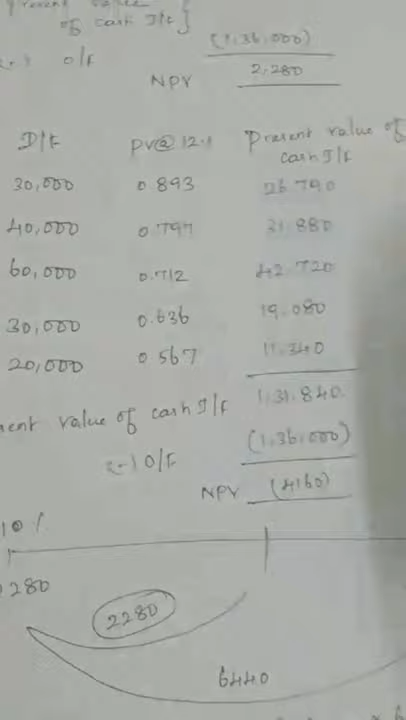 present value
of cash I/F}
(-) O/F (1,36,000)
NPV 2,280
I/F PV@ 12.1 Present value of
cash I/F
30,000 0.893 26.790
40,000 0.797 31.880
60,000 0.712 42.720
30,000 0.636 19.080
20,000 0.567 11.340
value of cash I/F 1,31.840
(-) O/F (1,36,000)
NPV (4160)
10 %
2280
6440